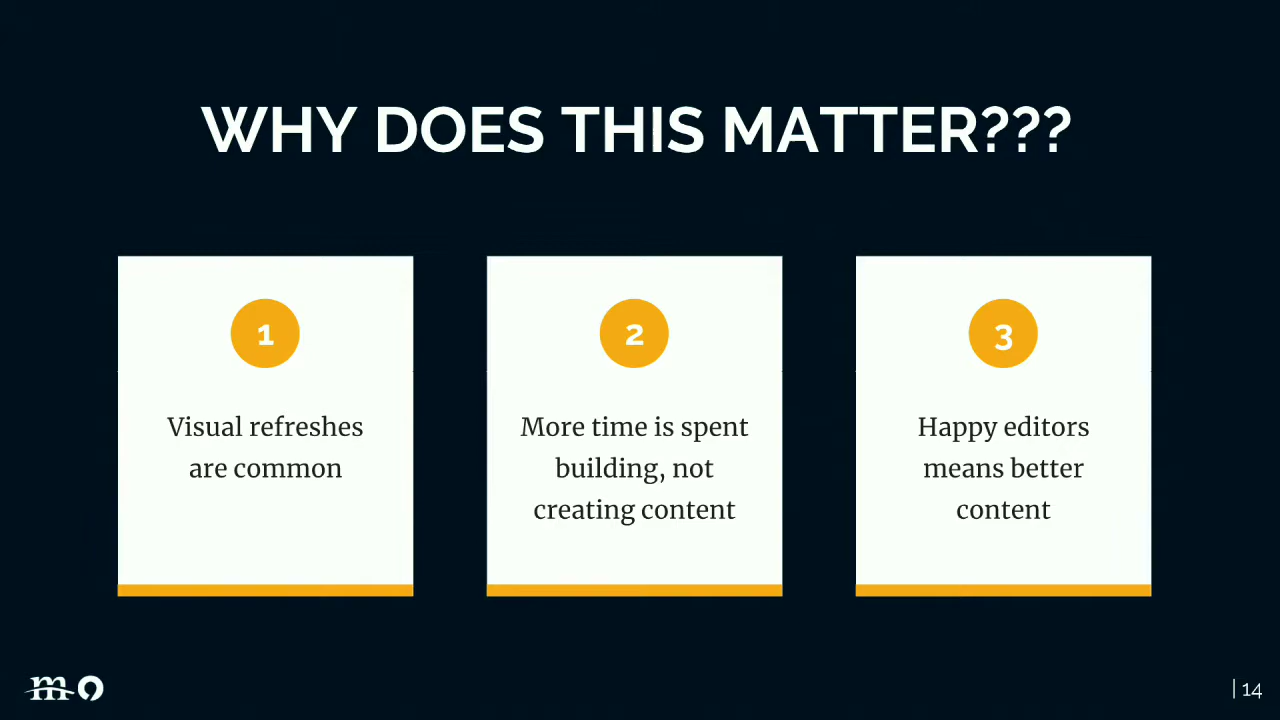 WHY DOES THIS MATTER???
1
Visual refreshes
are common
2
More time is spent
building, not
creating content
3
Happy editors
means better
content
m
| 14